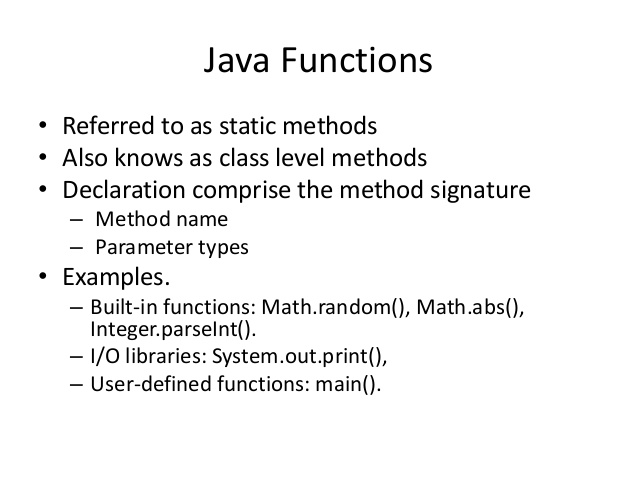 Java Functions
• Referred to as static methods
• Also knows as class level methods
• Declaration comprise the method signature
– Method name
– Parameter types
• Examples.
– Built-in functions: Math.random(), Math.abs(),
Integer.parseInt().
– I/O libraries: System.out.print(),
– User-defined functions: main().